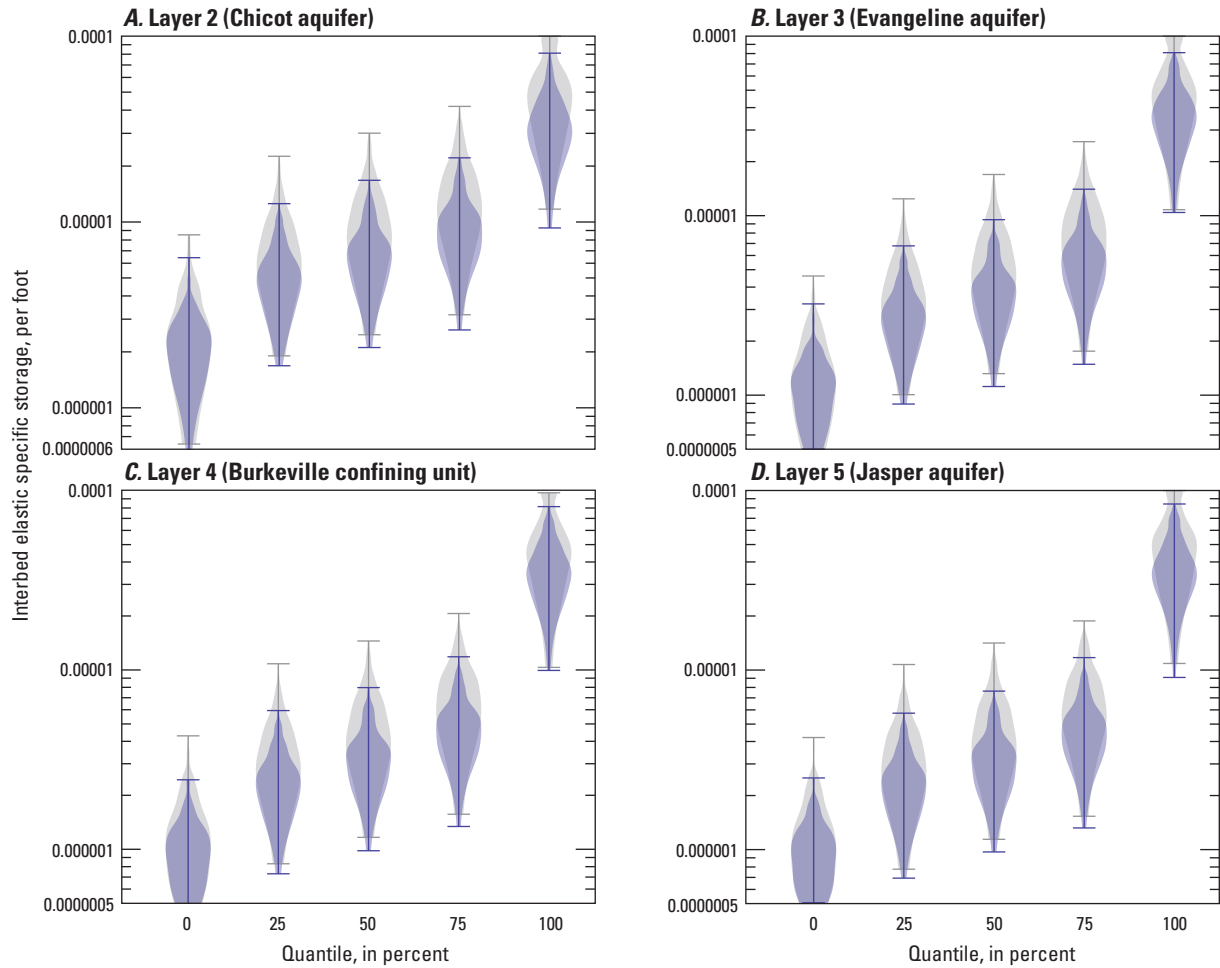 A. Layer 2 (Chicot aquifer)
0.0001
0.00001
0.000001
0.0000006
B. Layer 3 (Evangeline aquifer)
0.0001
0.00001
0.000001
0.0000005
C. Layer 4 (Burkeville confining unit)
0.0001
0.00001
0.000001
0.0000005
0 25 50 75 100
Quantile, in percent
D. Layer 5 (Jasper aquifer)
0.0001
0.00001
0.000001
0.0000005
0 25 50 75 100
Quantile, in percent
Interbed elastic specific storage, per foot